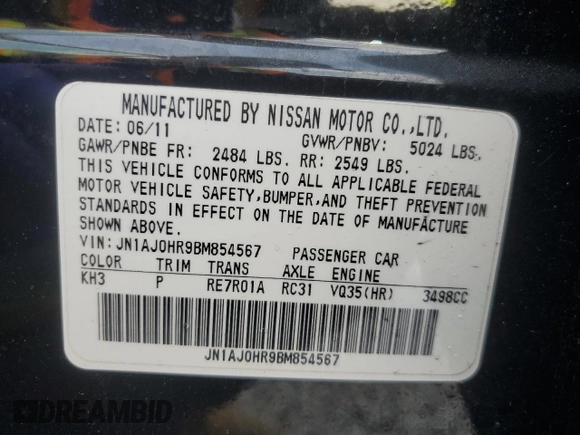 MANUFACTURED BY NISSAN MOTOR CO.,LTD.
DATE: 06/11 GVWR/PNBV: 5024 LBS.
GAWR/PNBE FR: 2484 LBS. RR: 2549 LBS.
THIS VEHICLE CONFORMS TO ALL APPLICABLE FEDERAL
MOTOR VEHICLE SAFETY,BUMPER,AND THEFT PREVENTION
STANDARDS IN EFFECT ON THE DATE OF MANUFACTURE
SHOWN ABOVE.
VIN: JN1AJ0HR9BM854567 PASSENGER CAR
COLOR TRIM TRANS AXLE ENGINE
KH3 P RE7R01A RC31 VQ35(HR) 3498CC
JN1AJ0HR9BM854567
DREAMBID